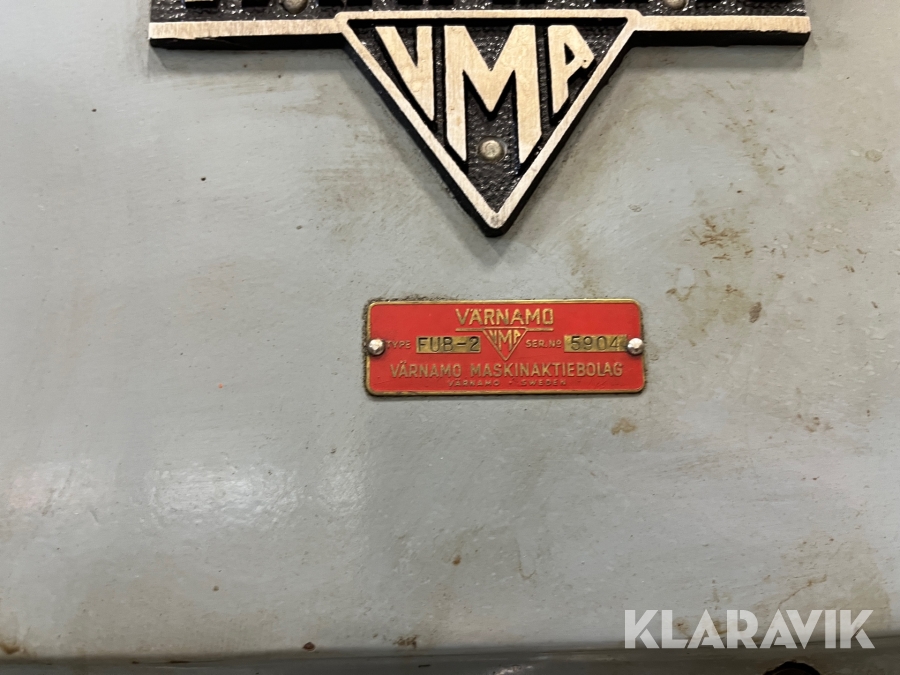 VMA
VÄRNAMO
TYPE FUB-2 VMA SER.Nº 5904
VÄRNAMO MASKINAKTIEBOLAG
VÄRNAMO - SWEDEN
KLARAVIK